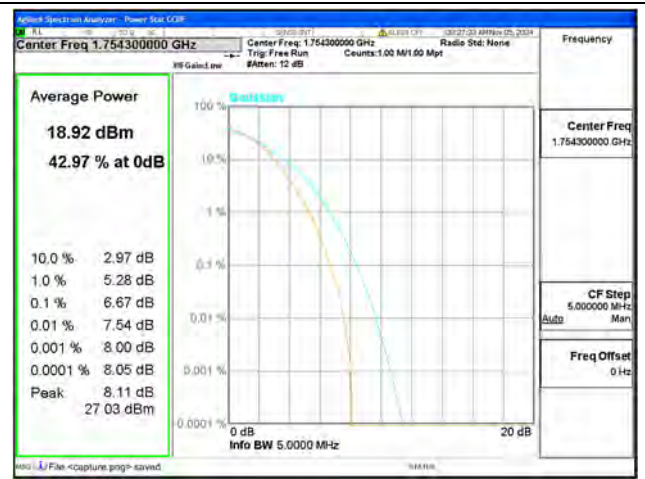 Agilent Spectrum Analyzer - Power Stat CCDF
RL
Center Freq 1.754300000 GHz
Center Freq: 1.754300000 GHz
Radio Std: None
Trig: Free Run
Counts:1.00 M/1.00 Mpt
#IFGain:Low
#Atten: 12 dB
Frequency
Average Power
18.92 dBm
42.97 % at 0dB
10.0 % 2.97 dB
1.0 % 5.28 dB
0.1 % 6.67 dB
0.01 % 7.54 dB
0.001 % 8.00 dB
0.0001 % 8.05 dB
Peak 8.11 dB
27.03 dBm
Gaussian
100 %
10 %
1 %
0.1 %
0.01 %
0.001 %
0.0001 %
0 dB
20 dB
Info BW 5.0000 MHz
Center Freq
1.754300000 GHz
CF Step
5.000000 MHz
Auto Man
Freq Offset
0 Hz
MSG File <capture.png> saved
STATUS